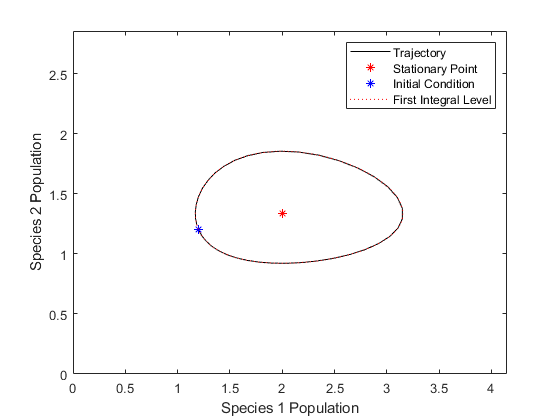 Trajectory
Stationary Point
Initial Condition
First Integral Level
2.5
2
1.5
1
0.5
0
Species 2 Population
0 0.5 1 1.5 2 2.5 3 3.5 4
Species 1 Population